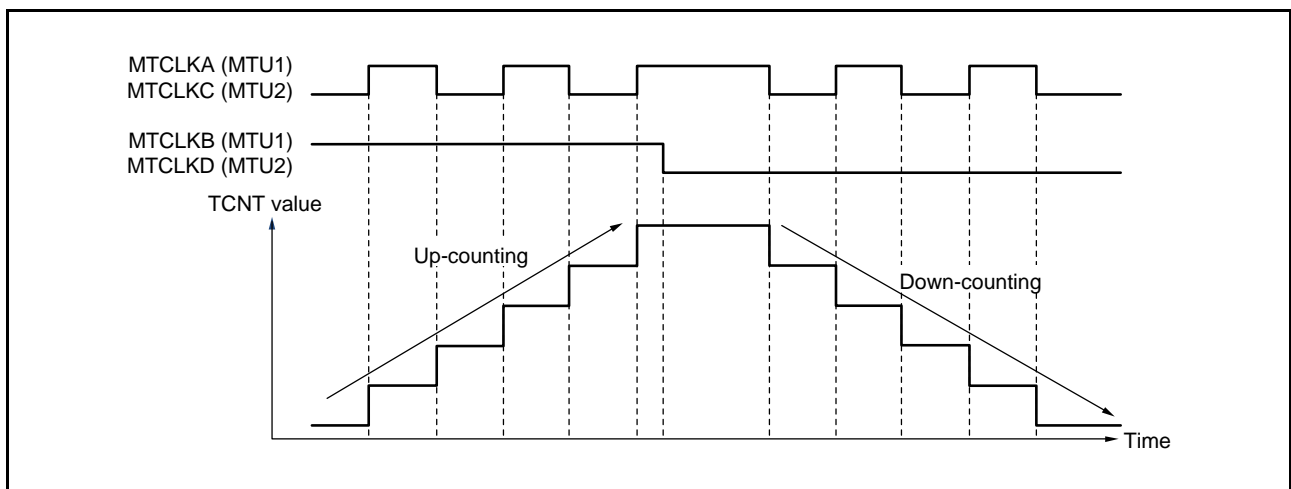 MTCLKA (MTU1)
MTCLKC (MTU2)
MTCLKB (MTU1)
MTCLKD (MTU2)
TCNT value
Up-counting
Down-counting
Time